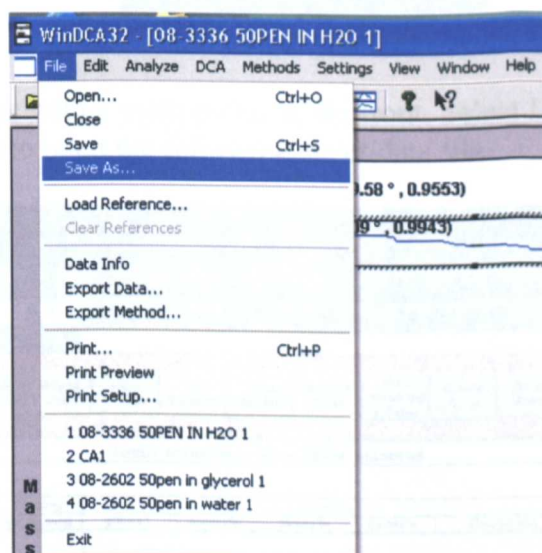 WinDCA32 - [08-3336 50PEN IN H2O 1]
File Edit Analyze DCA Methods Settings View Window Help
Open... Ctrl+O
Close
Save Ctrl+S
Save As...
.58 °, 0.9553)
Load Reference...
Clear References
9 °, 0.9943)
Data Info
Export Data...
Export Method...
Print... Ctrl+P
Print Preview
Print Setup...
1 08-3336 50PEN IN H2O 1
2 CA1
3 08-2602 50pen in glycerol 1
4 08-2602 50pen in water 1
Exit
Mass